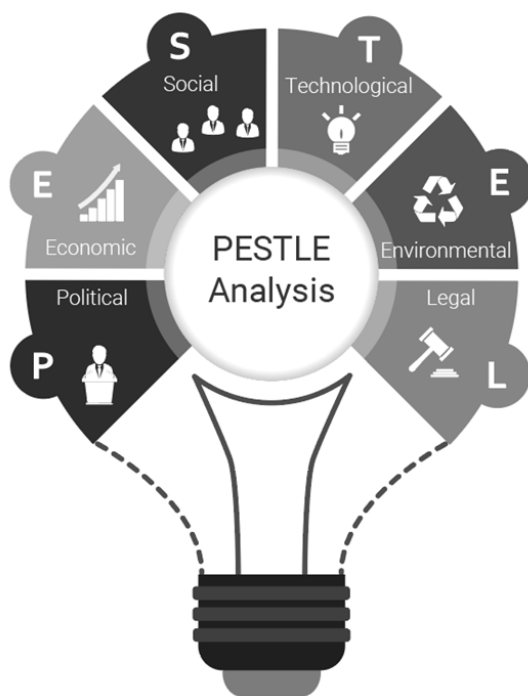 S
Social
T
Technological
E
Economic
E
Environmental
PESTLE
Analysis
Political
P
Legal
L